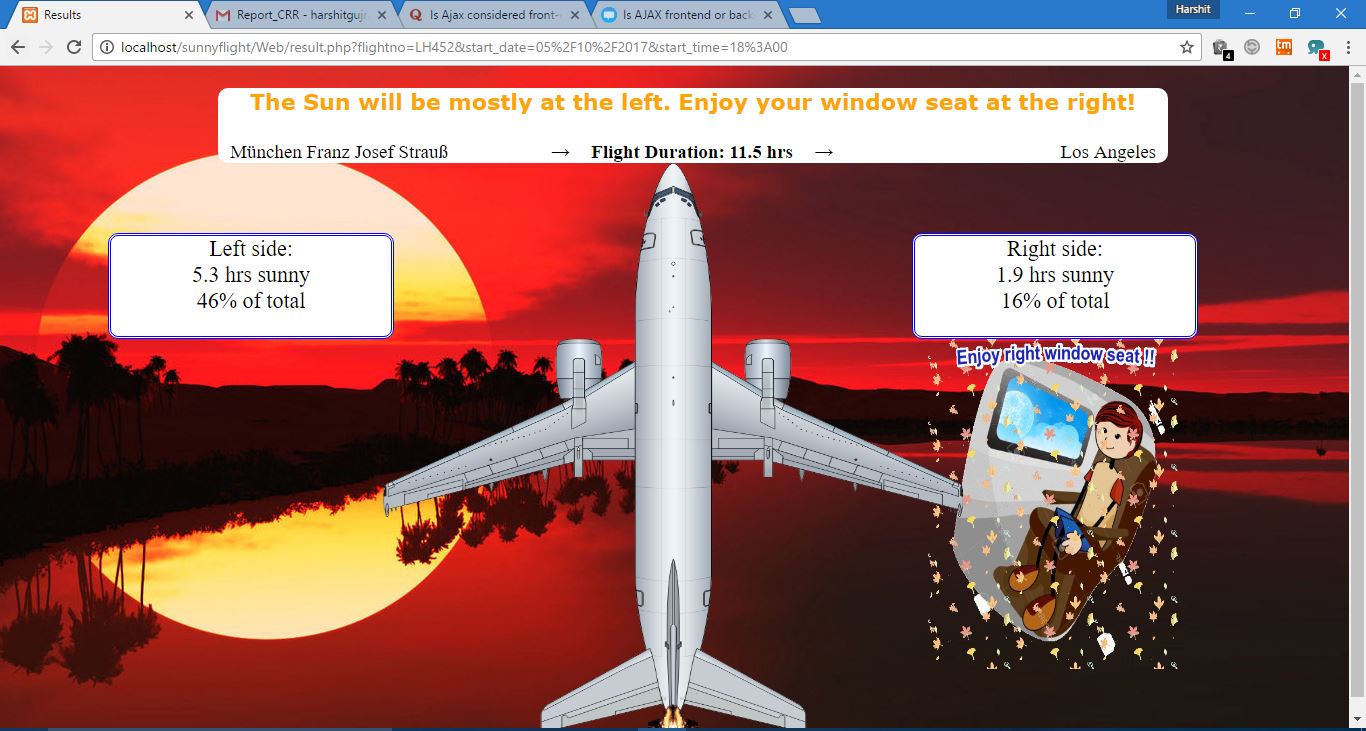 Results
Report_CRR - harshitgujr
Is Ajax considered front-
Is AJAX frontend or back
Harshit
localhost/sunnyflight/Web/result.php?flightno=LH452&start_date=05%2F10%2F2017&start_time=18%3A00
4
tm
x
The Sun will be mostly at the left. Enjoy your window seat at the right!
München Franz Josef Strauß → Flight Duration: 11.5 hrs → Los Angeles
Left side:
5.3 hrs sunny
46% of total
Right side:
1.9 hrs sunny
16% of total
Enjoy right window seat !!